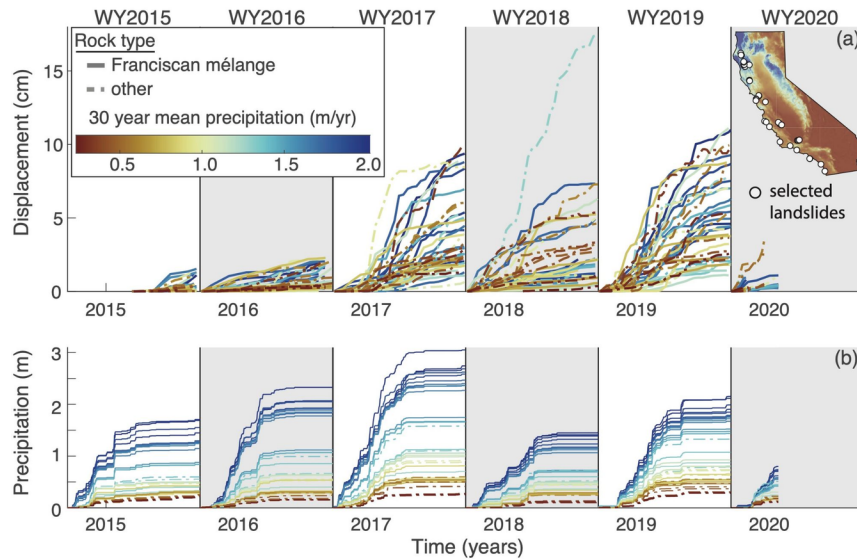 WY2015 WY2016 WY2017 WY2018 WY2019 WY2020
(a)
Rock type
Franciscan mélange
other
30 year mean precipitation (m/yr)
0.5 1.0 1.5 2.0
selected
landslides
Displacement (cm)
15
10
5
0
2015 2016 2017 2018 2019 2020
(b)
Precipitation (m)
3
2
1
0
2015 2016 2017 2018 2019 2020
Time (years)